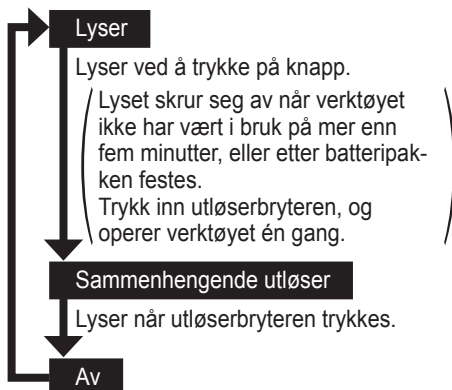 Lyser
Lyser ved å trykke på knapp.
Lyset skrur seg av når verktøyet
ikke har vært i bruk på mer enn
fem minutter, eller etter batteripak-
ken festes.
Trykk inn utløserbryteren, og
operer verktøyet én gang.
Sammenhengende utløser
Lyser når utløserbryteren trykkes.
Av